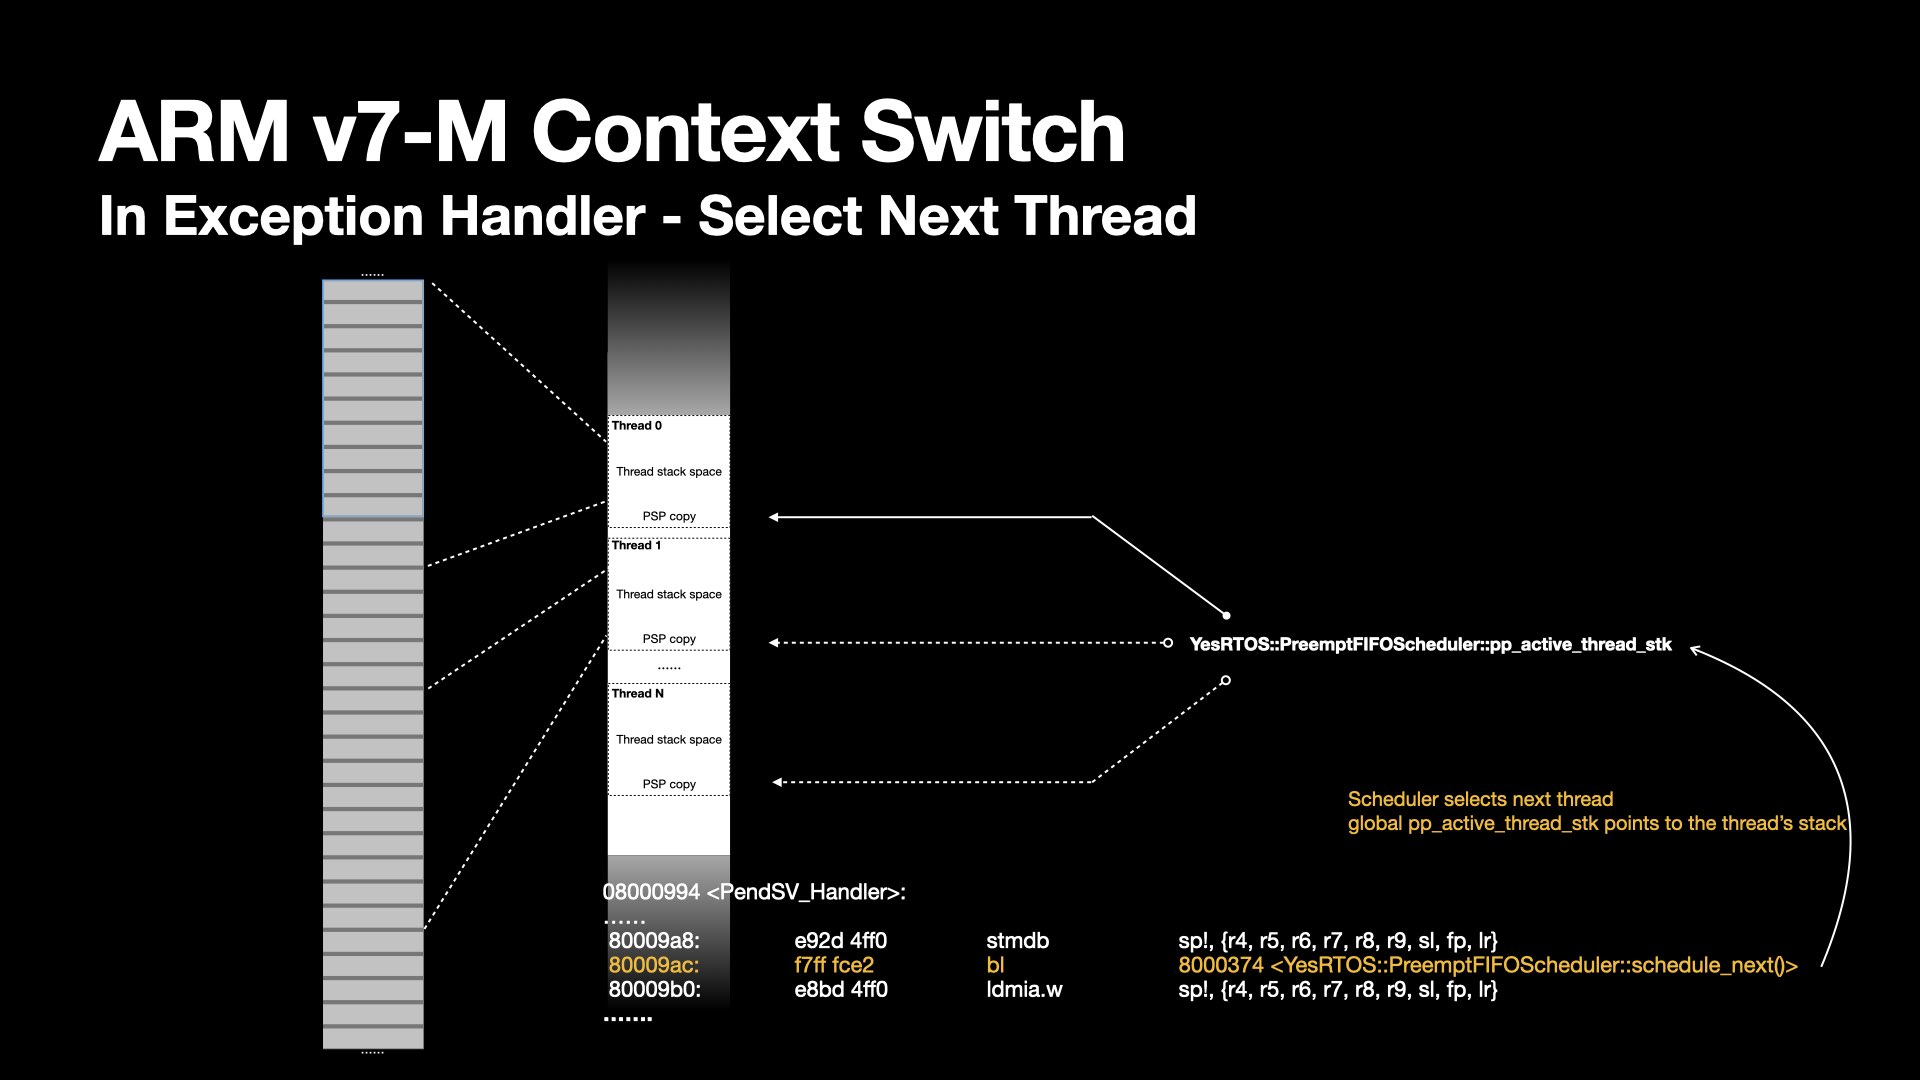 ARM v7-M Context Switch
In Exception Handler - Select Next Thread
......
Thread 0
Thread stack space
PSP copy
Thread 1
Thread stack space
PSP copy
......
Thread N
Thread stack space
PSP copy
YesRTOS::PreemptFIFOScheduler::pp_active_thread_stk
Scheduler selects next thread
global pp_active_thread_stk points to the thread’s stack
08000994 <PendSV_Handler>:
......
80009a8: e92d 4ff0 stmdb sp!, {r4, r5, r6, r7, r8, r9, sl, fp, lr}
80009ac: f7ff fce2 bl 8000374 <YesRTOS::PreemptFIFOScheduler::schedule_next()>
80009b0: e8bd 4ff0 ldmia.w sp!, {r4, r5, r6, r7, r8, r9, sl, fp, lr}
.......
......